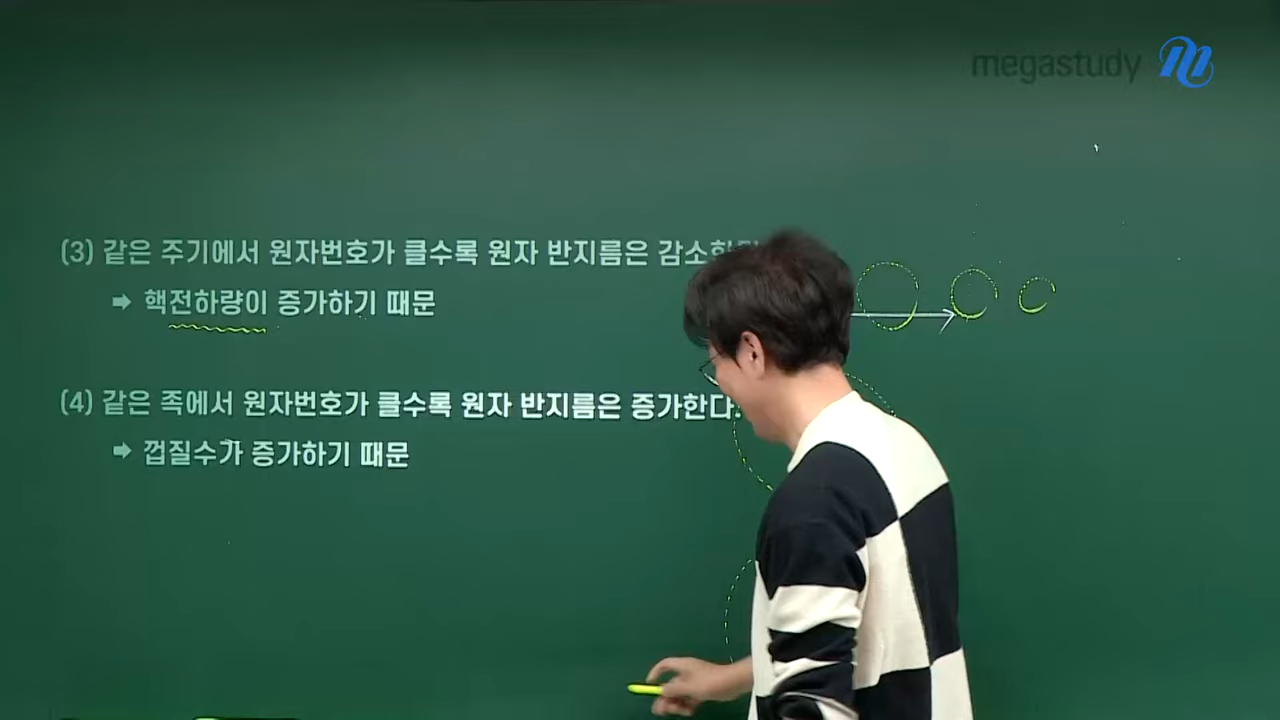 megastudy
(3) 같은 주기에서 원자번호가 클수록 원자 반지름은
➡ 핵전하량이 증가하기 때문
(4) 같은 족에서 원자번호가 클수록 원자 반지름은 증가한다.
➡ 껍질수가 증가하기 때문